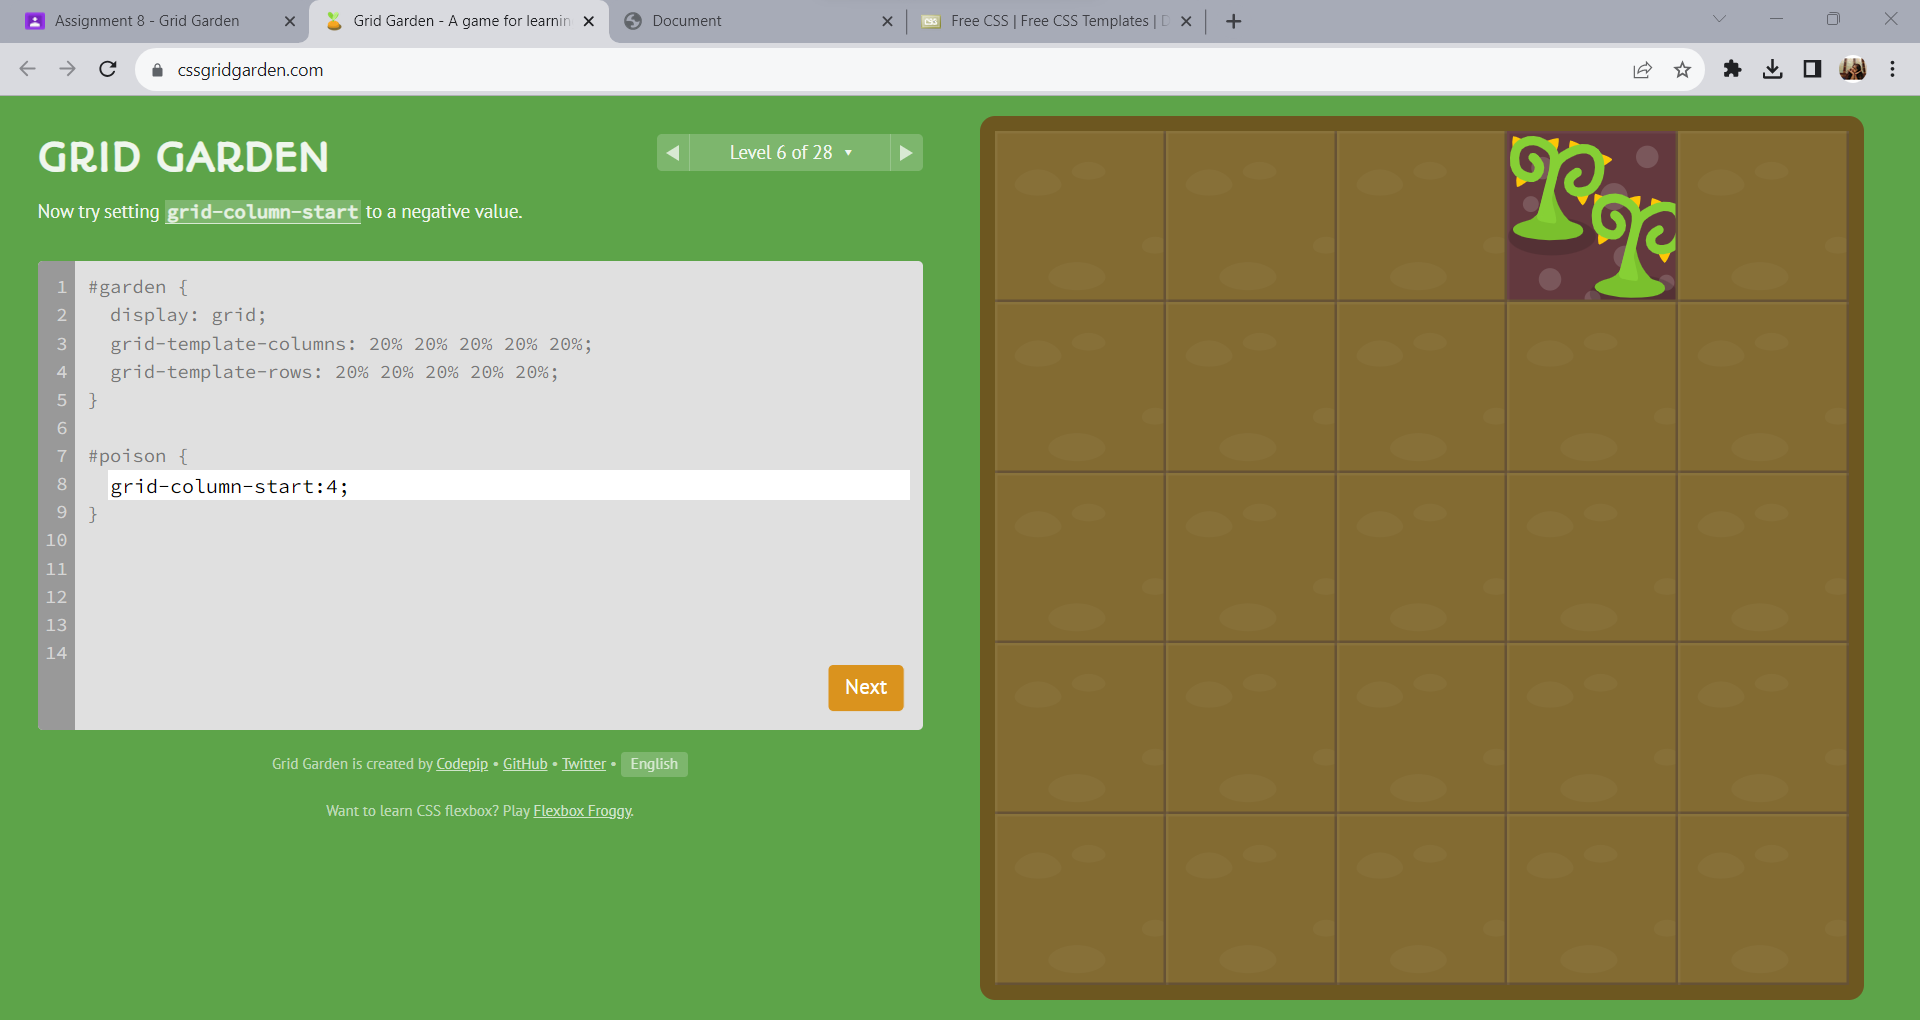 Assignment 8 - Grid Garden
Grid Garden - A game for learnin
Document
Free CSS | Free CSS Templates |
cssgridgarden.com
GRID GARDEN
Level 6 of 28
Now try setting grid-column-start to a negative value.
1 #garden {
2 display: grid;
3 grid-template-columns: 20% 20% 20% 20% 20%;
4 grid-template-rows: 20% 20% 20% 20% 20%;
5 }
6
7 #poison {
8 grid-column-start:4;
9 }
10
11
12
13
14
Next
Grid Garden is created by Codepip • GitHub • Twitter • English
Want to learn CSS flexbox? Play Flexbox Froggy.